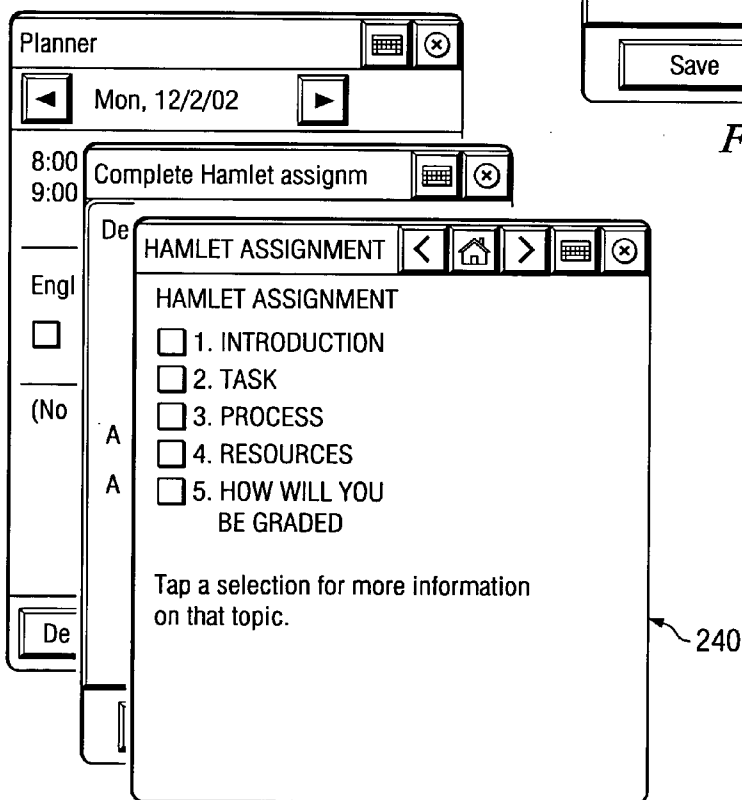 Planner
Mon, 12/2/02
8:00
9:00
Engl
(No
De
Complete Hamlet assignm
De
A
A
HAMLET ASSIGNMENT
HAMLET ASSIGNMENT
1. INTRODUCTION
2. TASK
3. PROCESS
4. RESOURCES
5. HOW WILL YOU
BE GRADED
Tap a selection for more information
on that topic.
240
Save
F